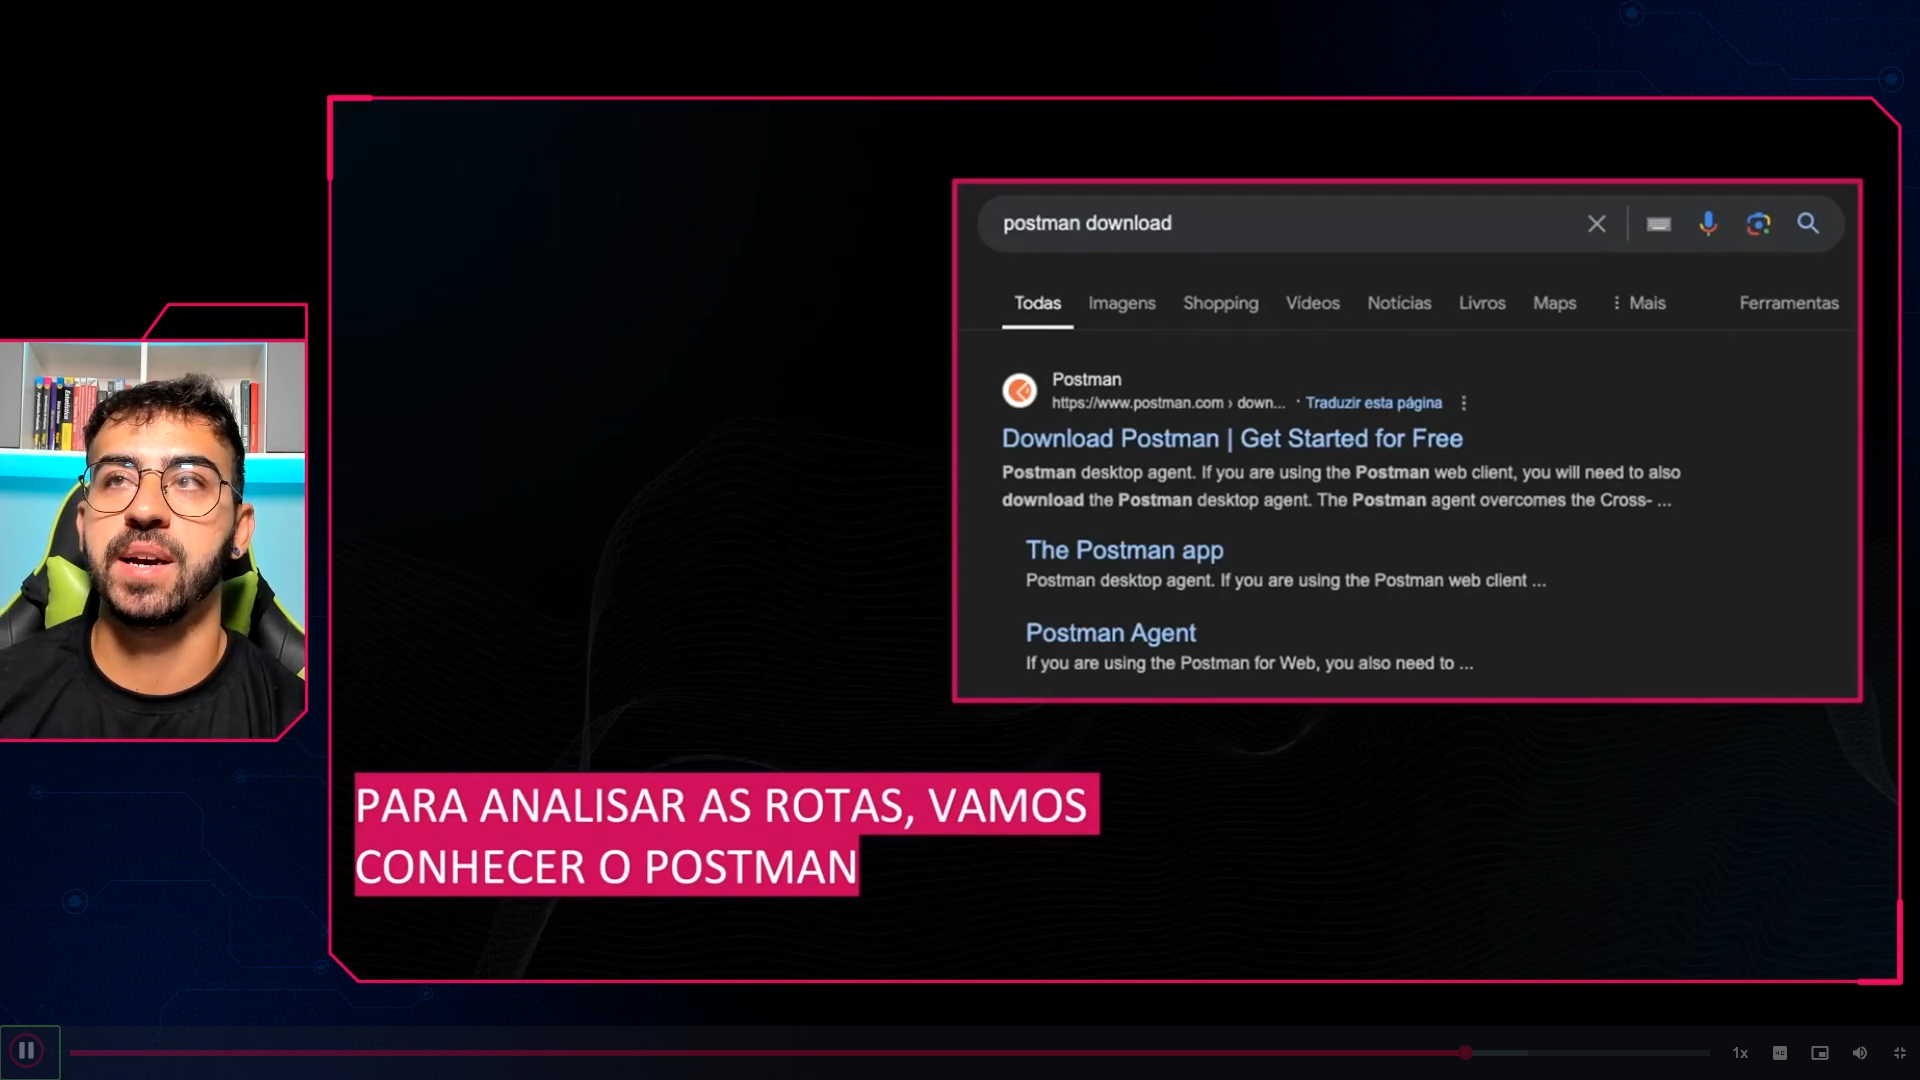 postman download
Todas Imagens Shopping Vídeos Notícias Livros Maps Mais Ferramentas
Postman
https://www.postman.com › down... · Traduzir esta página
Download Postman | Get Started for Free
Postman desktop agent. If you are using the Postman web client, you will need to also
download the Postman desktop agent. The Postman agent overcomes the Cross- ...
The Postman app
Postman desktop agent. If you are using the Postman web client ...
Postman Agent
If you are using the Postman for Web, you also need to ...
PARA ANALISAR AS ROTAS, VAMOS
CONHECER O POSTMAN
1x